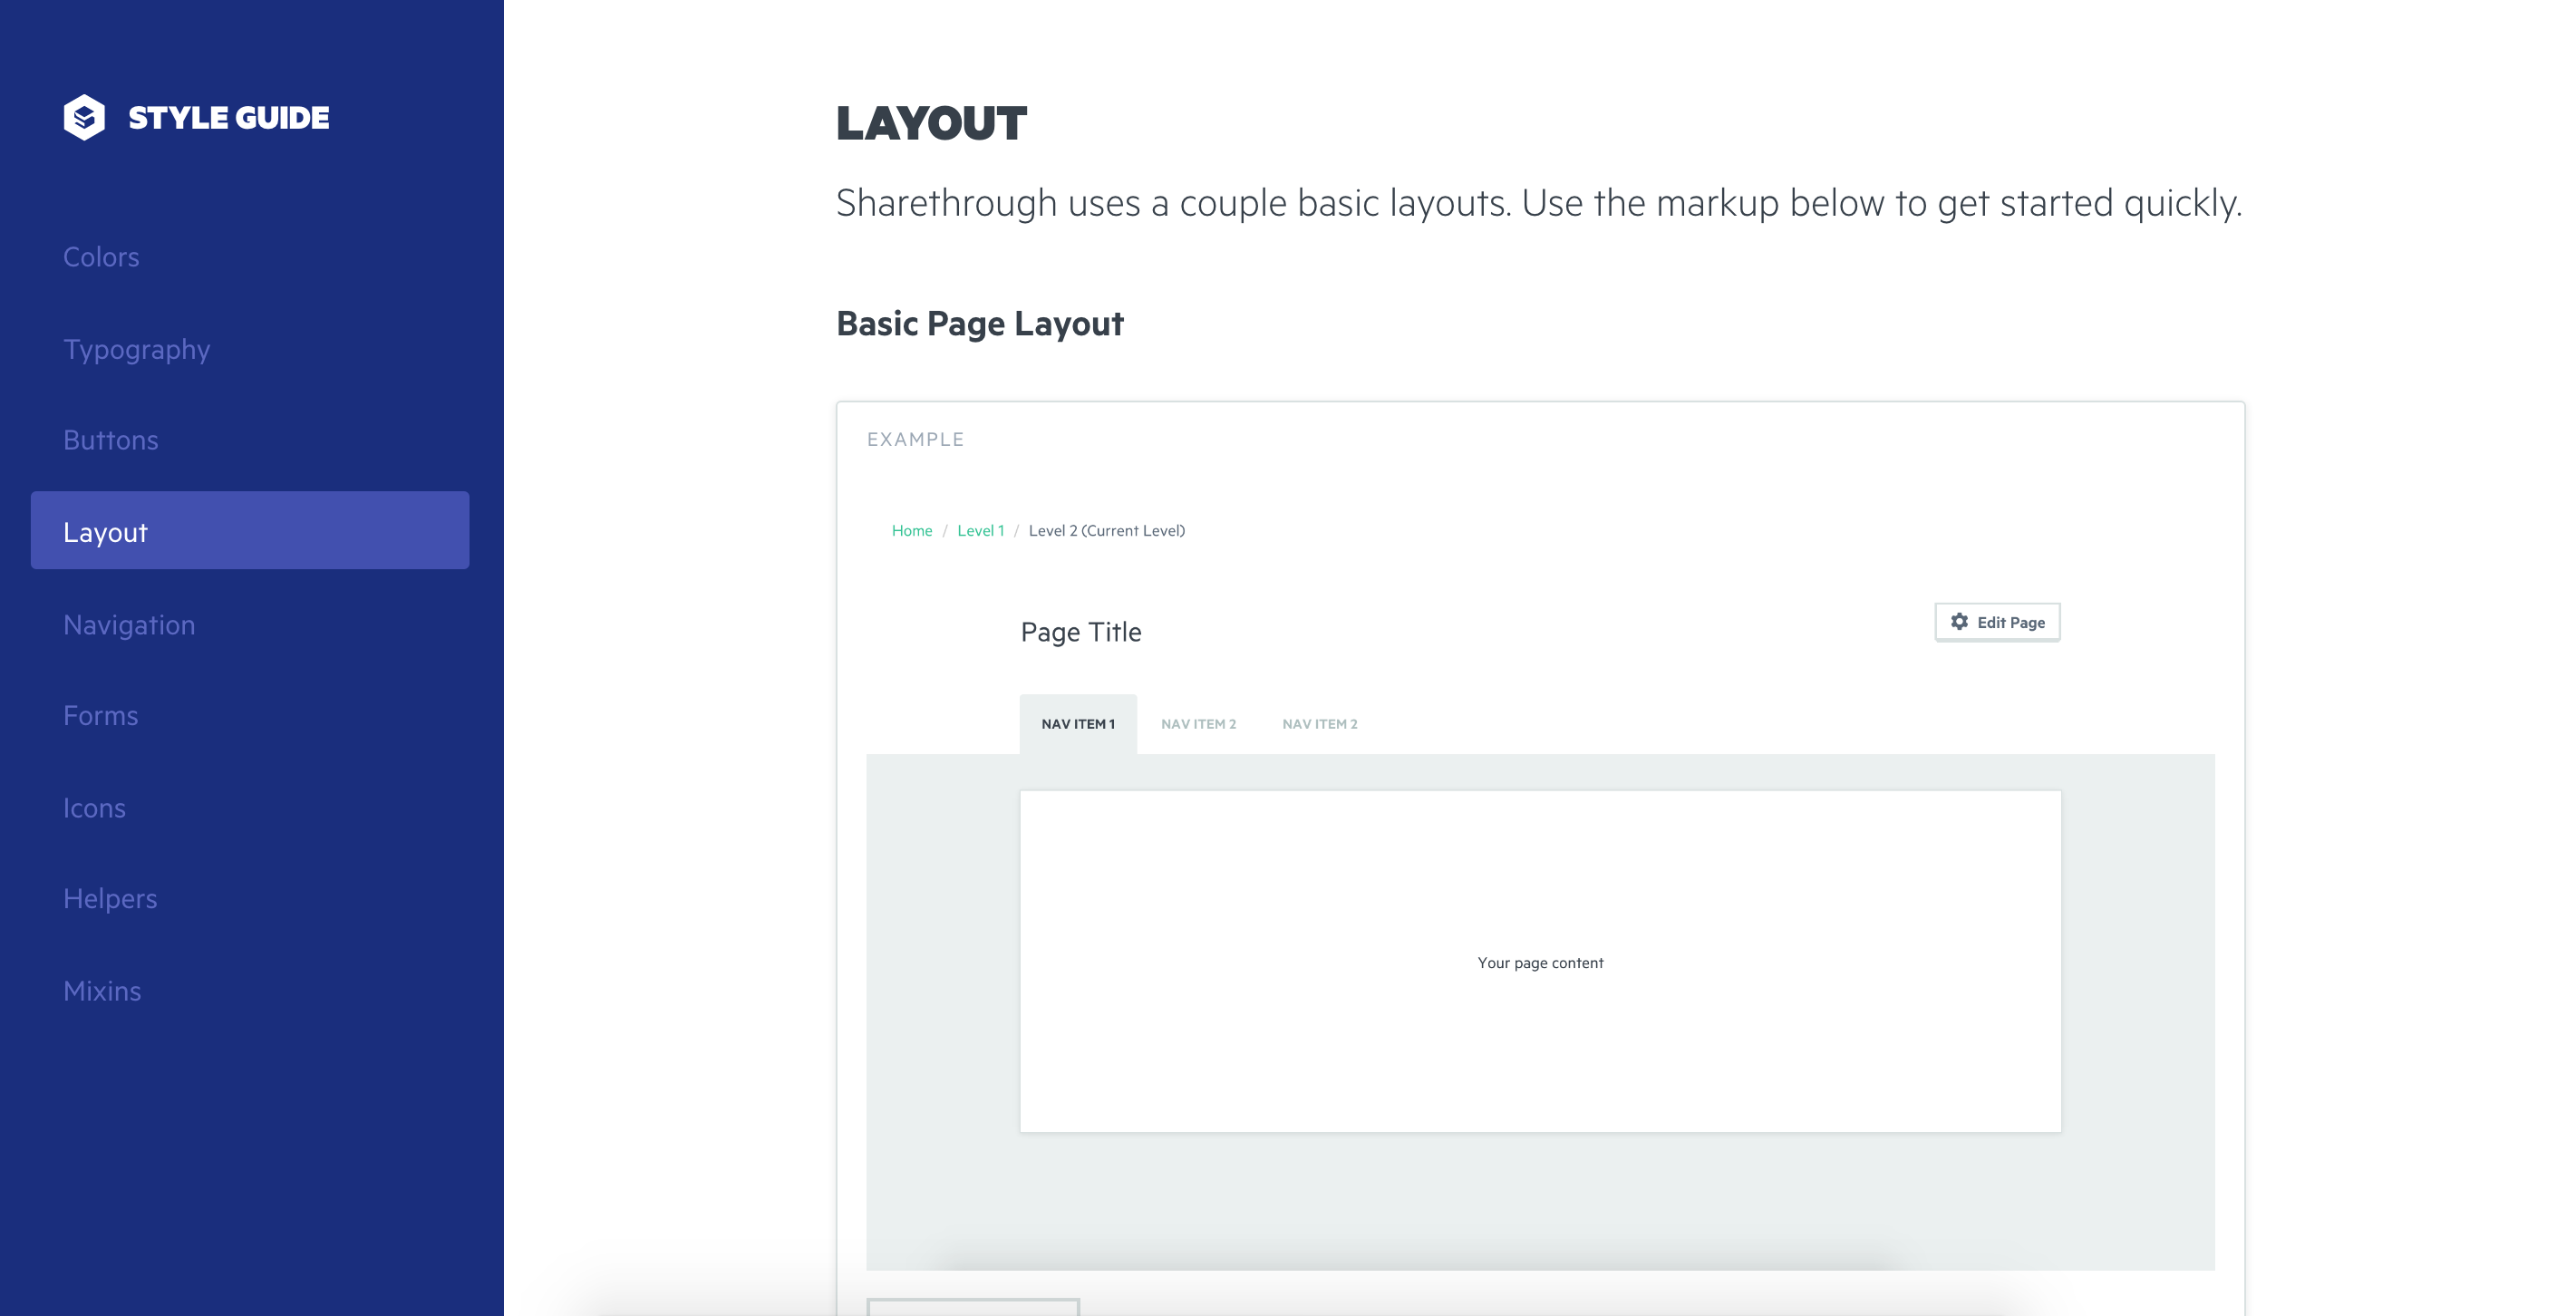 STYLE GUIDE
Colors
Typography
Buttons
Layout
Navigation
Forms
Icons
Helpers
Mixins
LAYOUT
Sharethrough uses a couple basic layouts. Use the markup below to get started quickly.
Basic Page Layout
EXAMPLE
Home / Level 1 / Level 2 (Current Level)
Page Title
Edit Page
NAV ITEM 1 NAV ITEM 2 NAV ITEM 2
Your page content